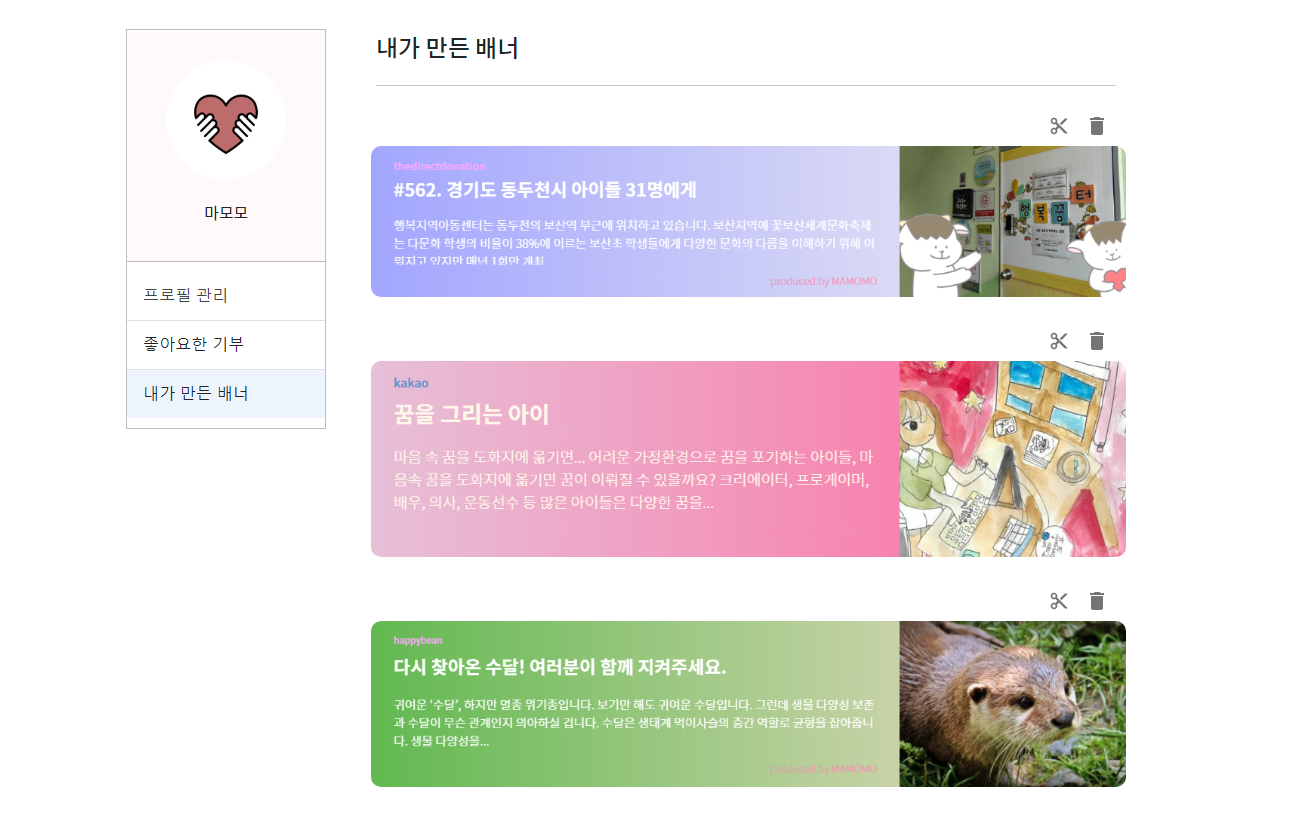 내가 만든 배너
마모모
프로필 관리
좋아요한 기부
내가 만든 배너
thedirectdonation
#562. 경기도 동두천시 아이들 31명에게
행복지역아동센터는 동두천의 보산역 부근에 위치하고 있습니다. 보산지역에 꽃보산세계문화축제
는 다문화 학생의 비율이 38%에 이르는 보산초 학생들에게 다양한 문화의 다름을 이해하기 위해 이
뤄지고 있지만 매년 1회만 개최
produced by MAMOMO
행복꿈터
kakao
꿈을 그리는 아이
마음 속 꿈을 도화지에 옮기면... 어려운 가정환경으로 꿈을 포기하는 아이들, 마
음속 꿈을 도화지에 옮기면 꿈이 이뤄질 수 있을까요? 크리에이터, 프로게이머,
배우, 의사, 운동선수 등 많은 아이들은 다양한 꿈을...
happybean
다시 찾아온 수달! 여러분이 함께 지켜주세요.
귀여운 '수달', 하지만 멸종 위기종입니다. 보기만 해도 귀여운 수달입니다. 그런데 생물 다양성 보존
과 수달이 무슨 관계인지 의아하실 겁니다. 수달은 생태계 먹이사슬의 중간 역할로 균형을 잡아줍니
다. 생물 다양성을...
produced by MAMOMO